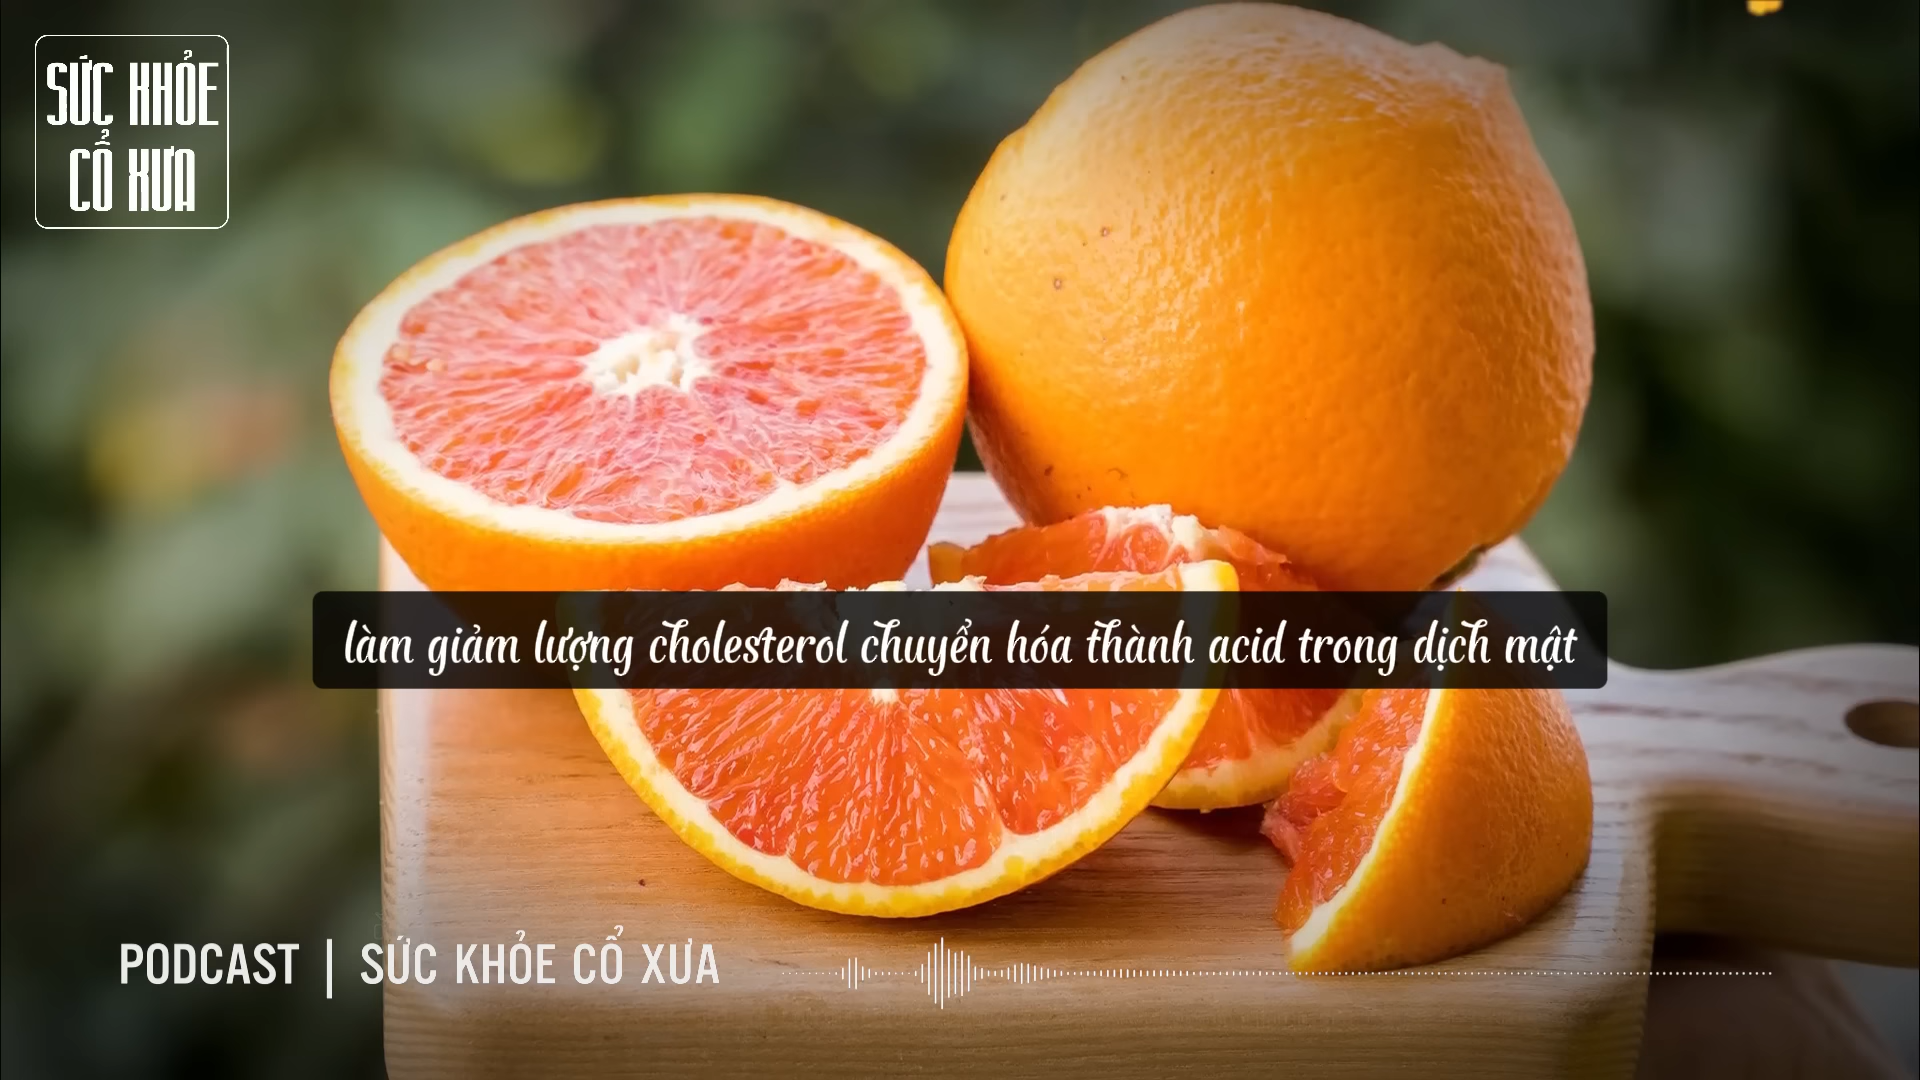 SỨC KHỎE
CỔ XƯA
làm giảm lượng cholesterol chuyển hóa thành acid trong dịch mật
PODCAST | SỨC KHỎE CỔ XƯA